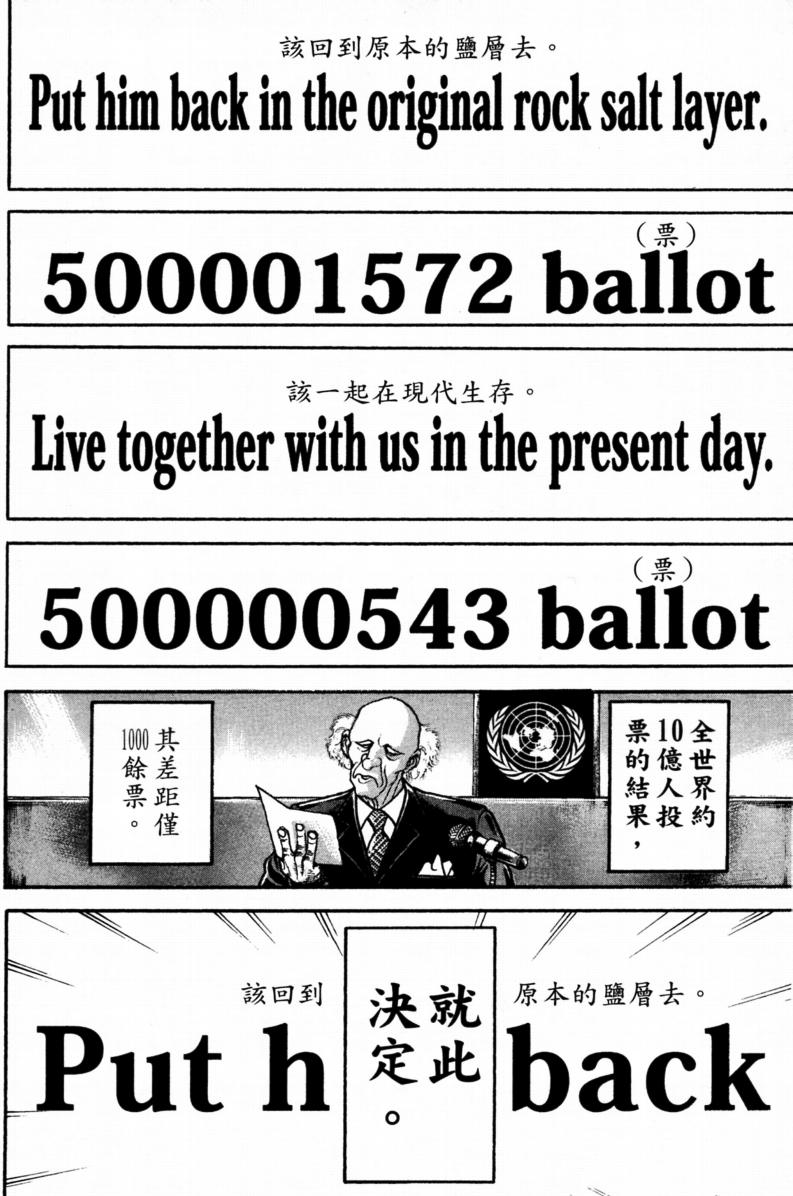 該回到原本的鹽層去。
Put him back in the original rock salt layer.
（票）
500001572 ballot
該一起在現代生存。
Live together with us in the present day.
（票）
500000543 ballot
全世界約
10億人投
票的結果，
其差距僅
1000餘票。
該回到
原本的鹽層去。
Put h
back
就此
決定。